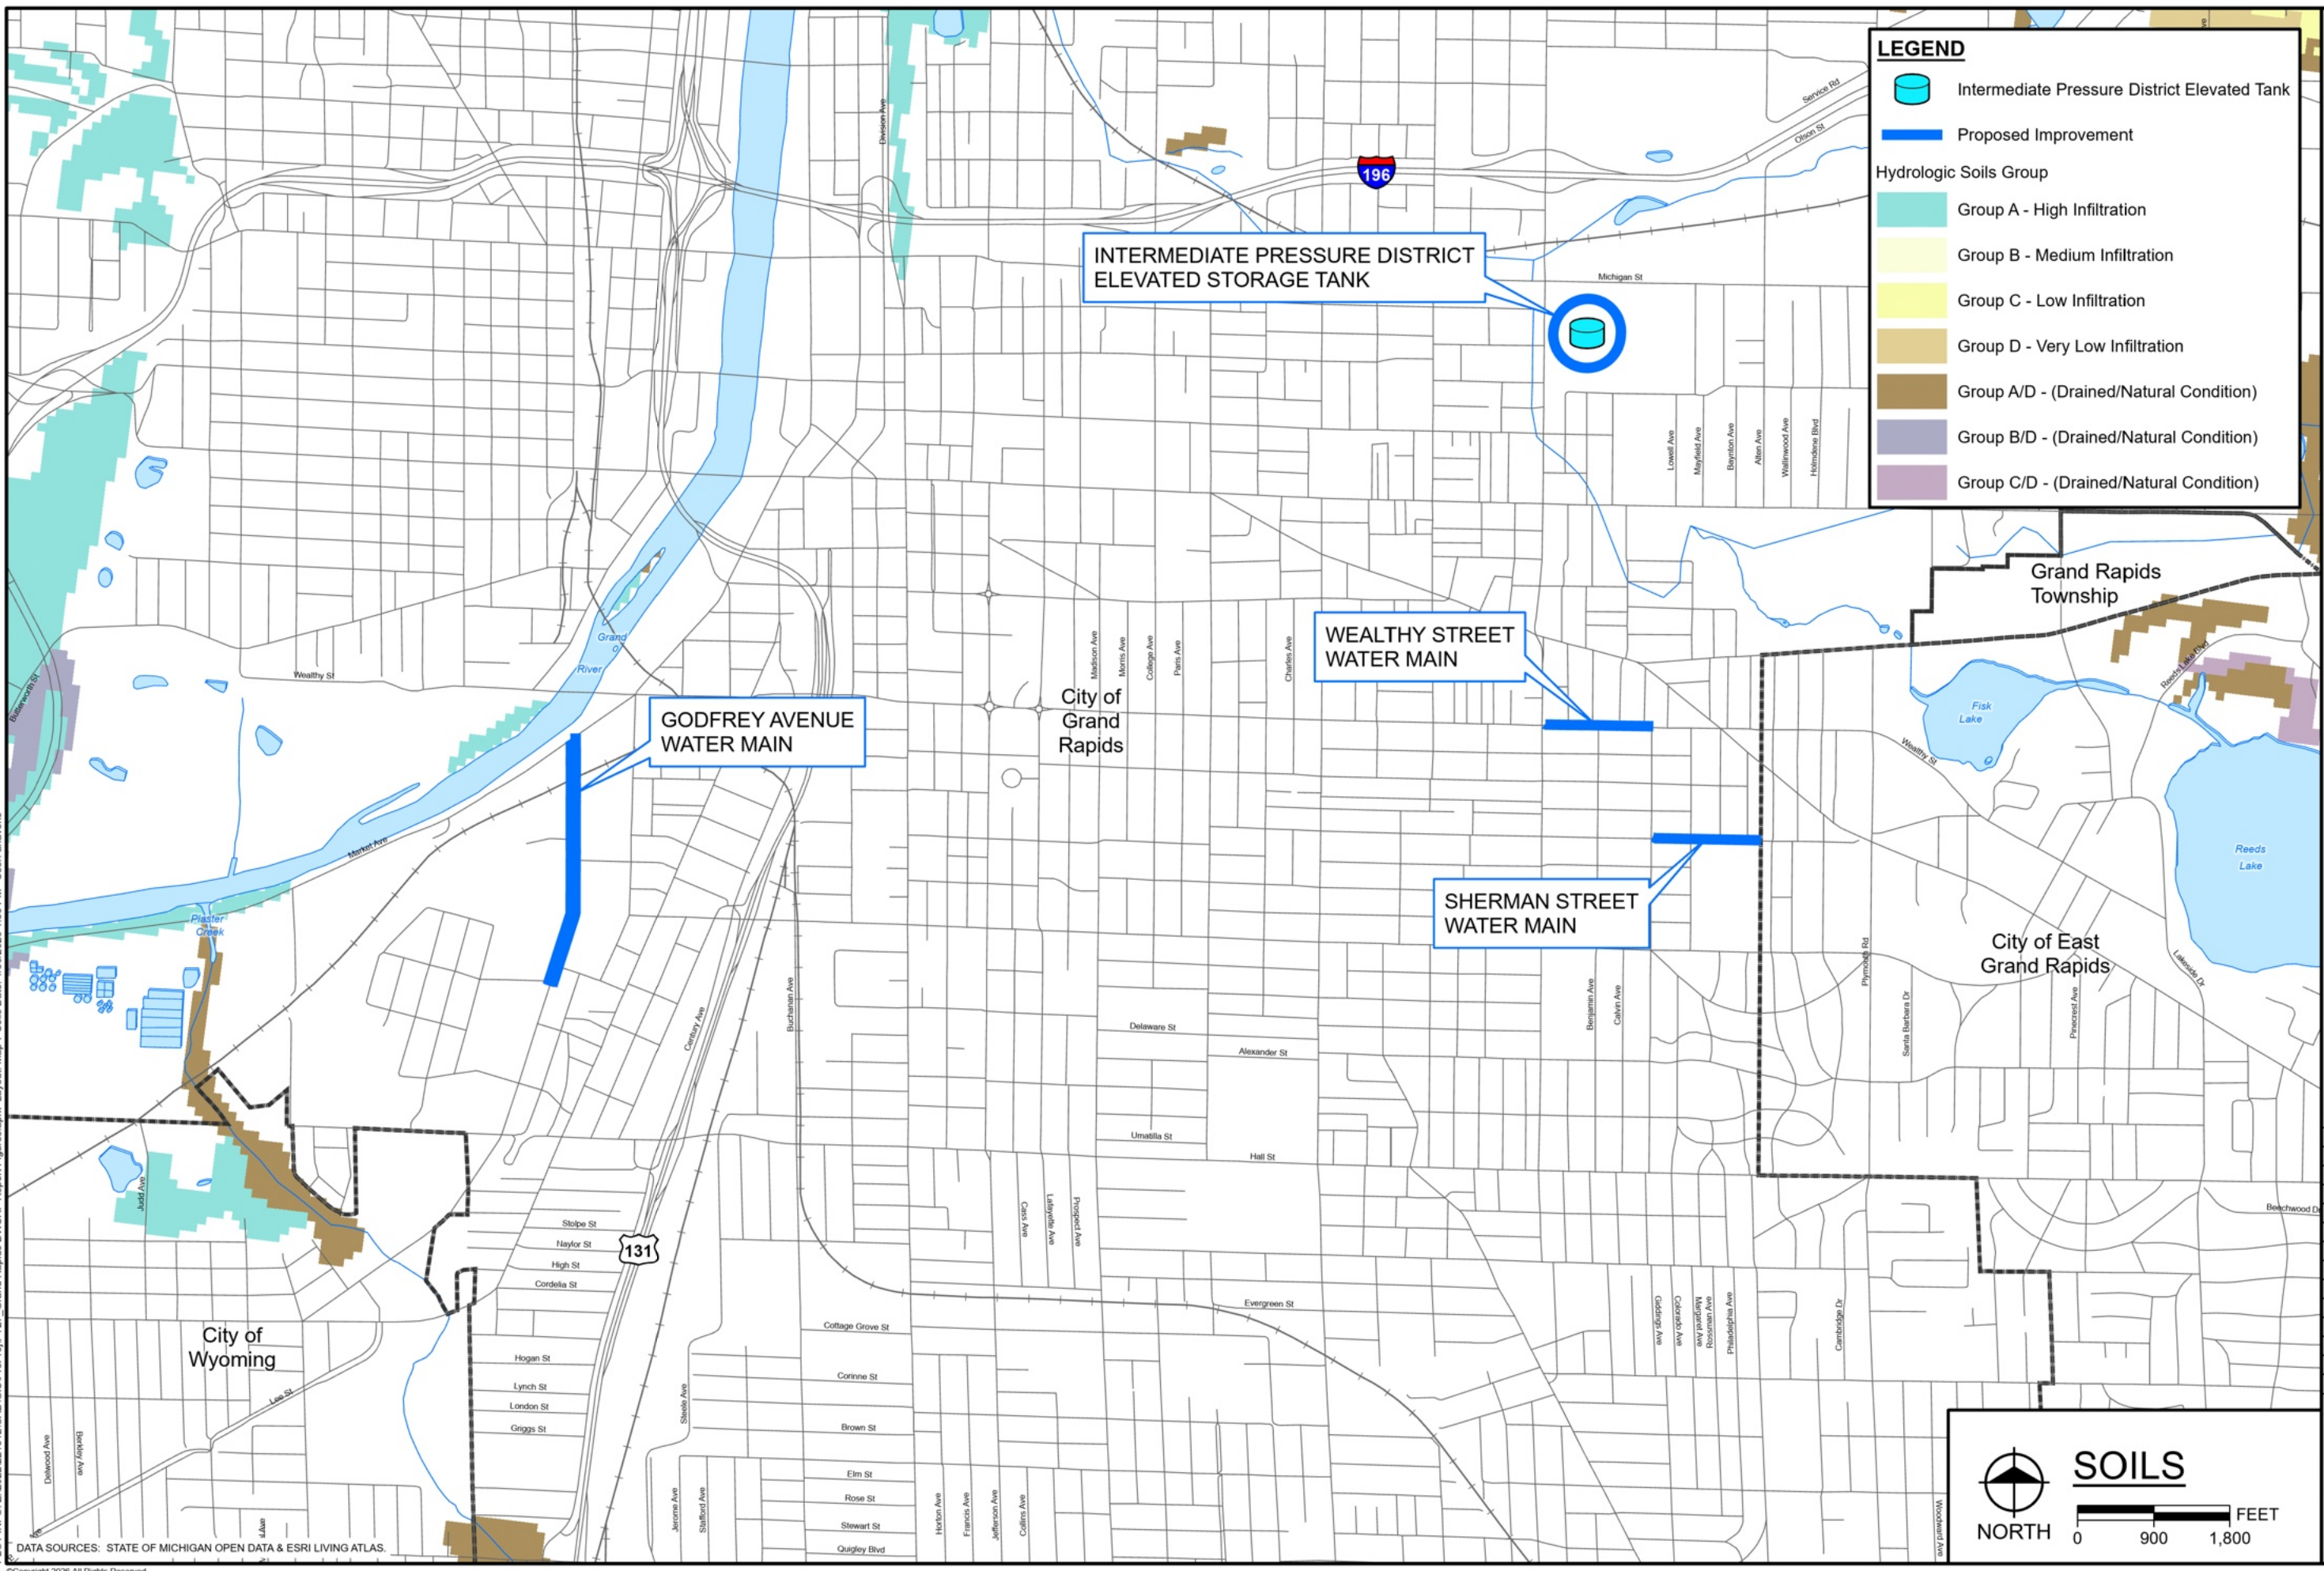 LEGEND
Intermediate Pressure District Elevated Tank
Proposed Improvement
Hydrologic Soils Group
Group A - High Infiltration
Group B - Medium Infiltration
Group C - Low Infiltration
Group D - Very Low Infiltration
Group A/D - (Drained/Natural Condition)
Group B/D - (Drained/Natural Condition)
Group C/D - (Drained/Natural Condition)
Service Rd
Olson St
Division Ave
196
INTERMEDIATE PRESSURE DISTRICT
ELEVATED STORAGE TANK
Michigan St
Lowell Ave
Mayfield Ave
Baynton Ave
Alten Ave
Wallinwood Ave
Holmdene Blvd
Grand Rapids
Township
Grand
River
Wealthy St
Butterworth St
Madison Ave
Morris Ave
College Ave
Paris Ave
Charles Ave
WEALTHY STREET
WATER MAIN
Reeds Lake Blvd
City of
Grand
Rapids
GODFREY AVENUE
WATER MAIN
Fisk
Lake
Wealthy St
Market Ave
Reeds
Lake
SHERMAN STREET
WATER MAIN
Plaster
Creek
City of East
Grand Rapids
Plymouth Rd
Lakeside Dr
Century Ave
Buchanan Ave
Benjamin Ave
Calvin Ave
Santa Barbara Dr
Pinecrest Ave
Delaware St
Alexander St
Umatilla St
Hall St
Judd Ave
Cass Ave
Lafayette Ave
Prospect Ave
Beechwood D
Stolpe St
Naylor St
High St
Cordelia St
131
Evergreen St
Giddings Ave
Colorado Ave
Margaret Ave
Rossman Ave
Philadelphia Ave
Cambridge Dr
City of
Wyoming
Cottage Grove St
Hogan St
Corinne St
Lynch St
London St
Griggs St
Lee St
Steele Ave
Brown St
Delwood Ave
Berkley Ave
Elm St
Rose St
Stewart St
Quigley Blvd
Jerome Ave
Stafford Ave
Horton Ave
Francis Ave
Jefferson Ave
Collins Ave
Woodward Ave
NORTH
SOILS
FEET
0 900 1,800
DATA SOURCES: STATE OF MICHIGAN OPEN DATA & ESRI LIVING ATLAS.
©Copyright 2026 All Rights Reserved